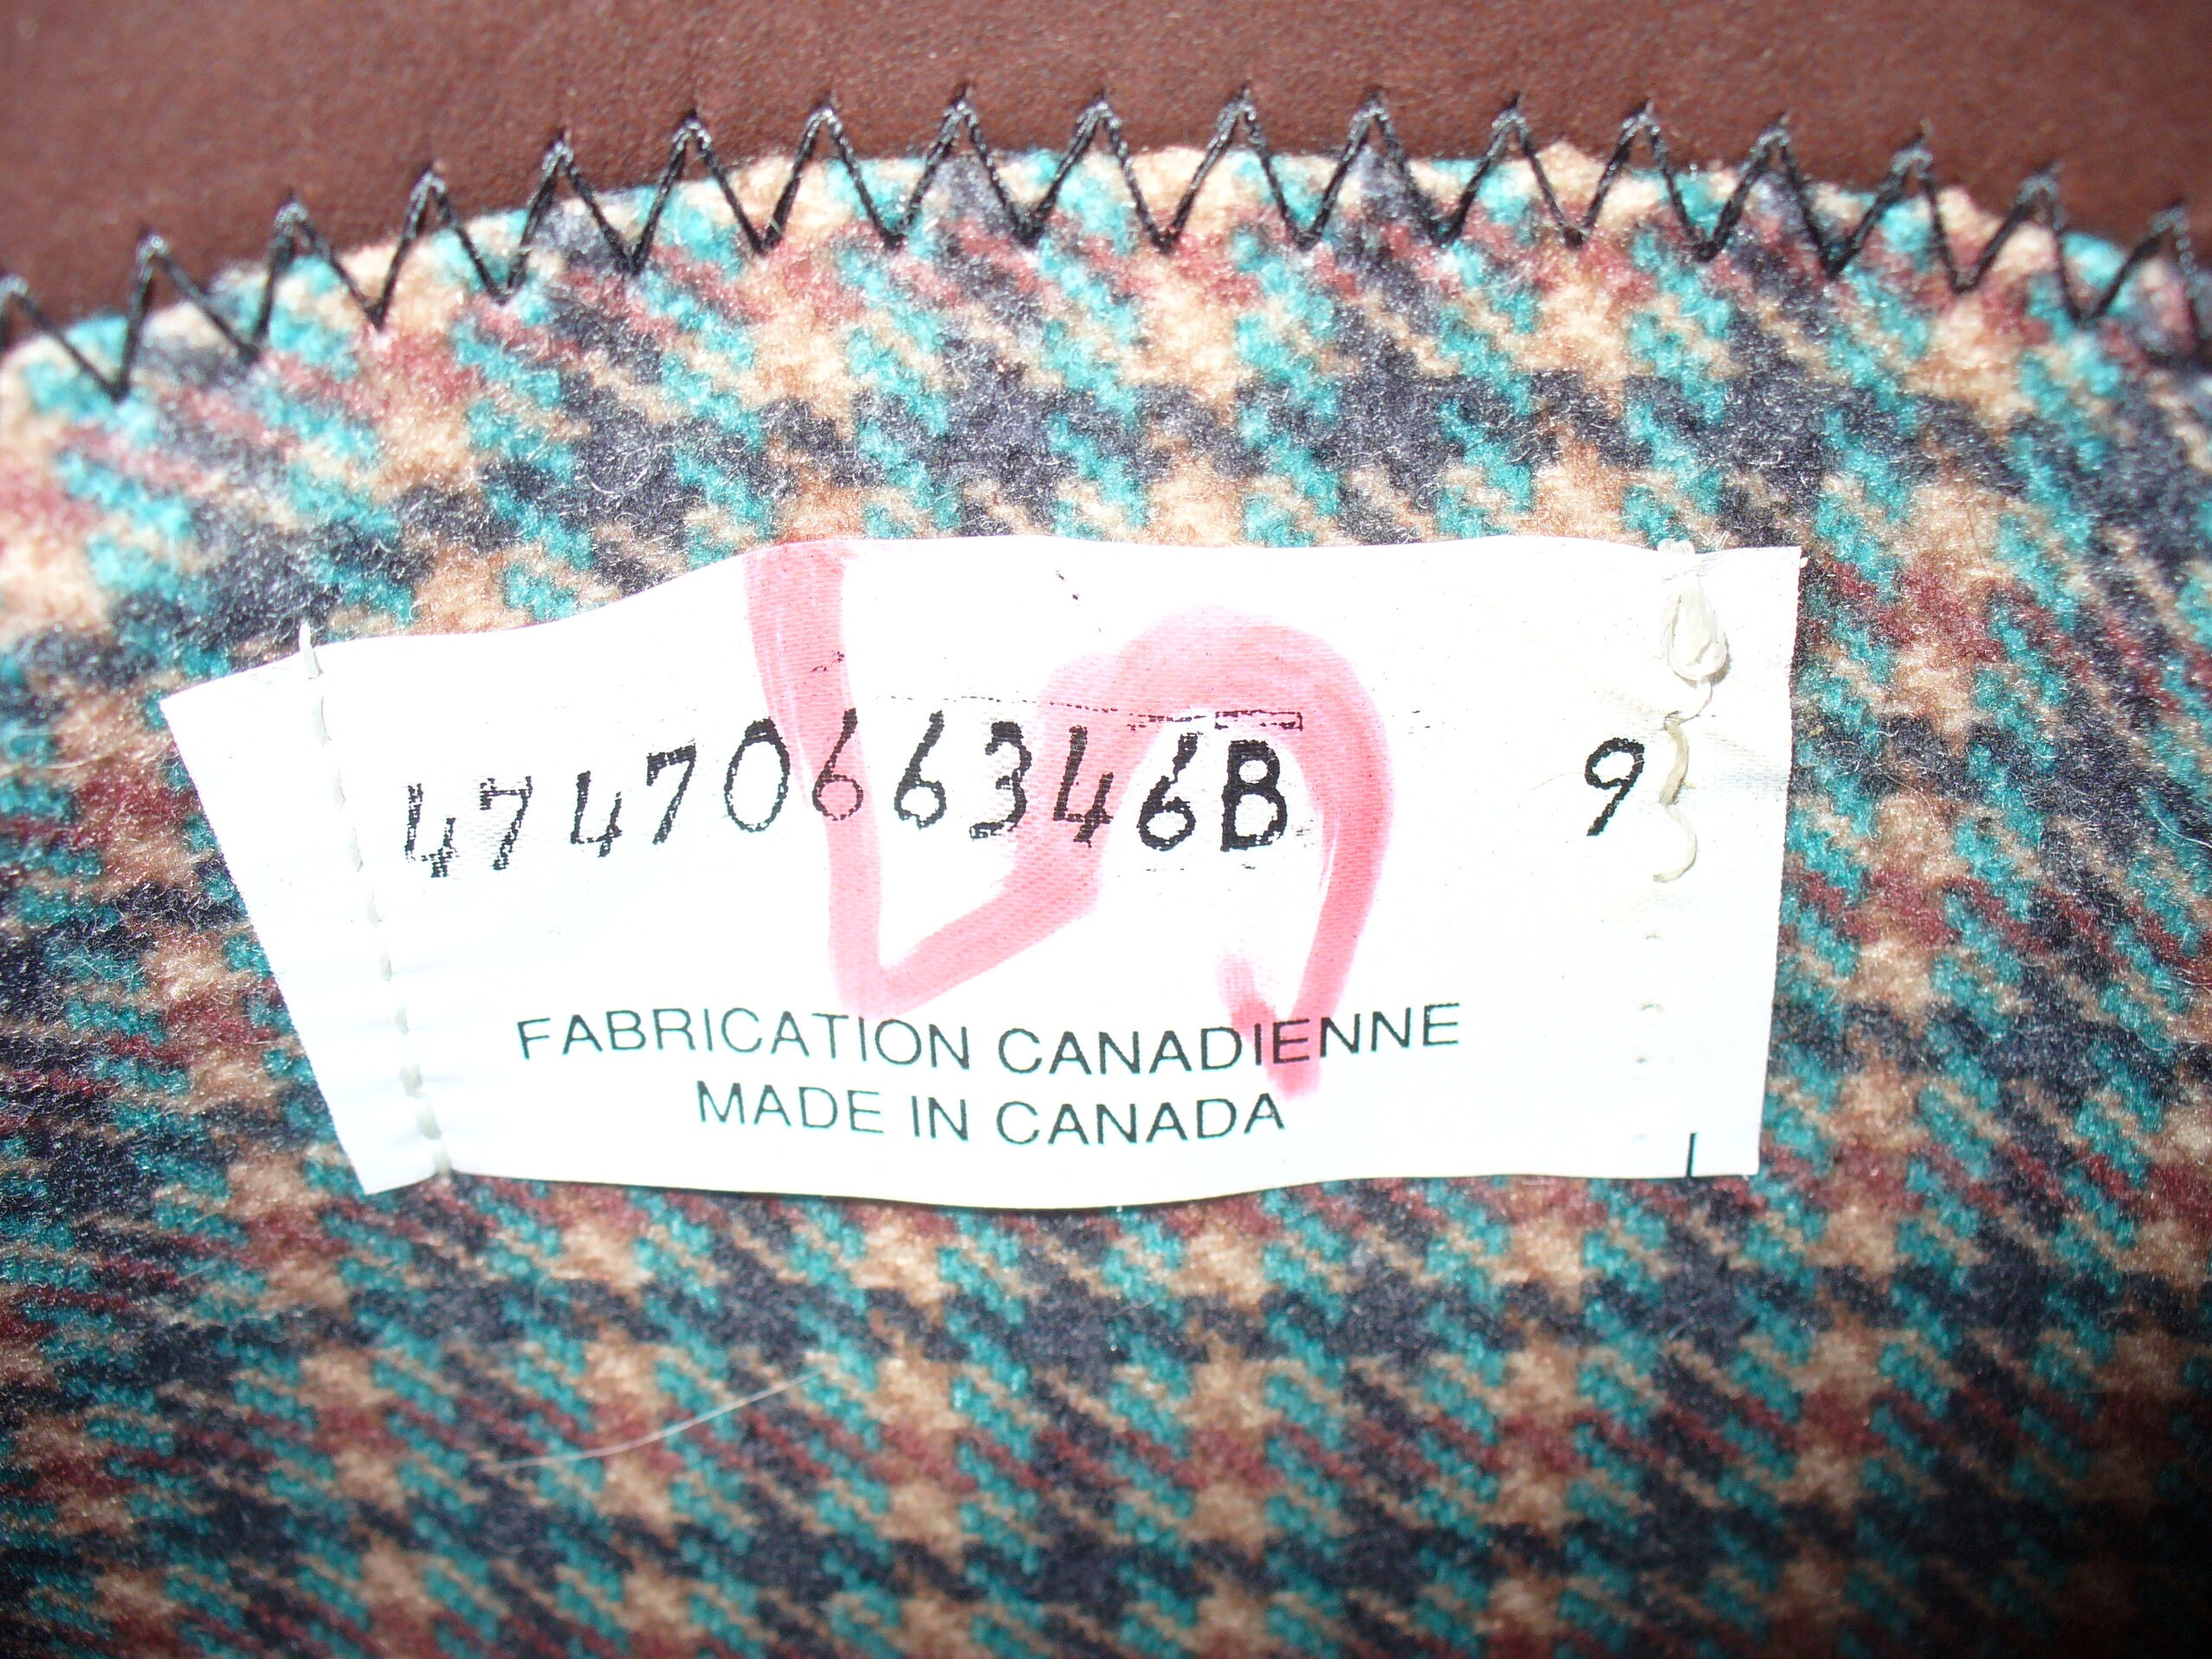 4747066346B 9
FABRICATION CANADIENNE
MADE IN CANADA